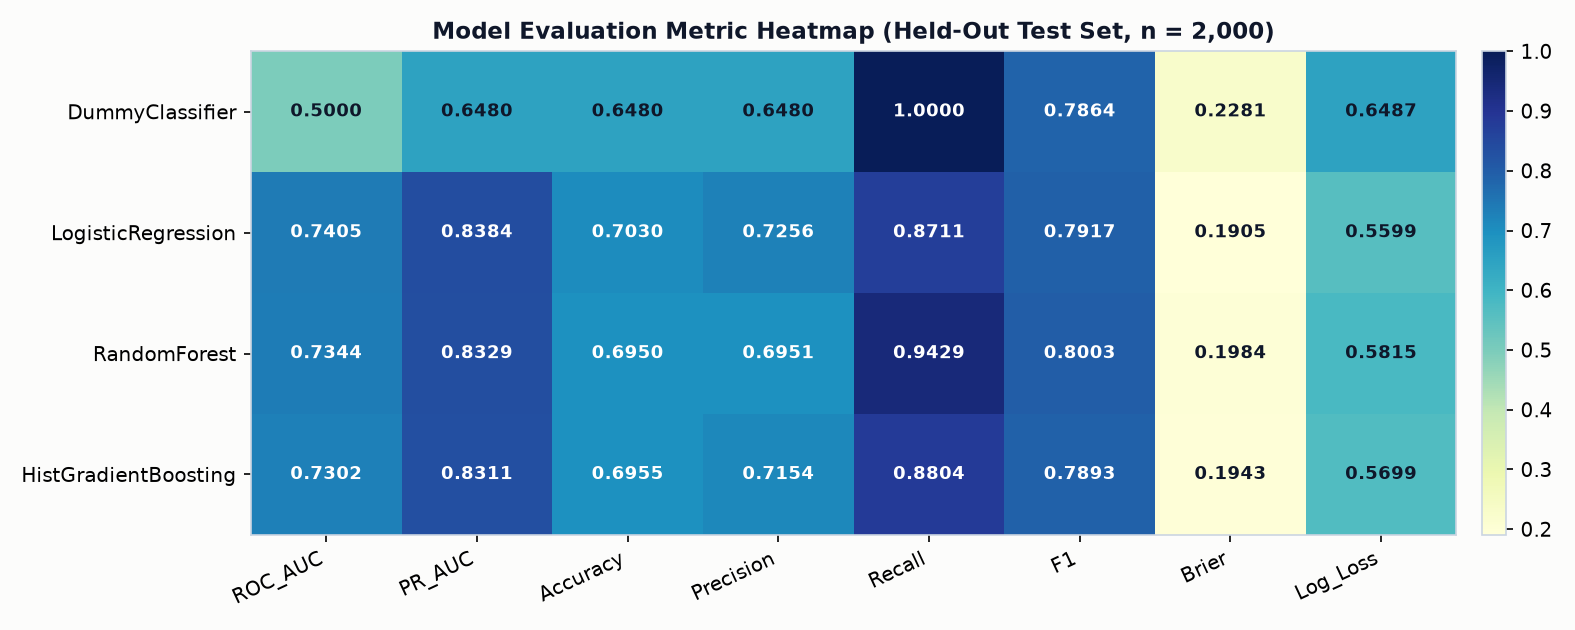 Model Evaluation Metric Heatmap (Held-Out Test Set, n = 2,000)
DummyClassifier 0.5000 0.6480 0.6480 0.6480 1.0000 0.7864 0.2281 0.6487
LogisticRegression 0.7405 0.8384 0.7030 0.7256 0.8711 0.7917 0.1905 0.5599
RandomForest 0.7344 0.8329 0.6950 0.6951 0.9429 0.8003 0.1984 0.5815
HistGradientBoosting 0.7302 0.8311 0.6955 0.7154 0.8804 0.7893 0.1943 0.5699
ROC_AUC PR_AUC Accuracy Precision Recall F1 Brier Log_Loss
1.0
0.9
0.8
0.7
0.6
0.5
0.4
0.3
0.2